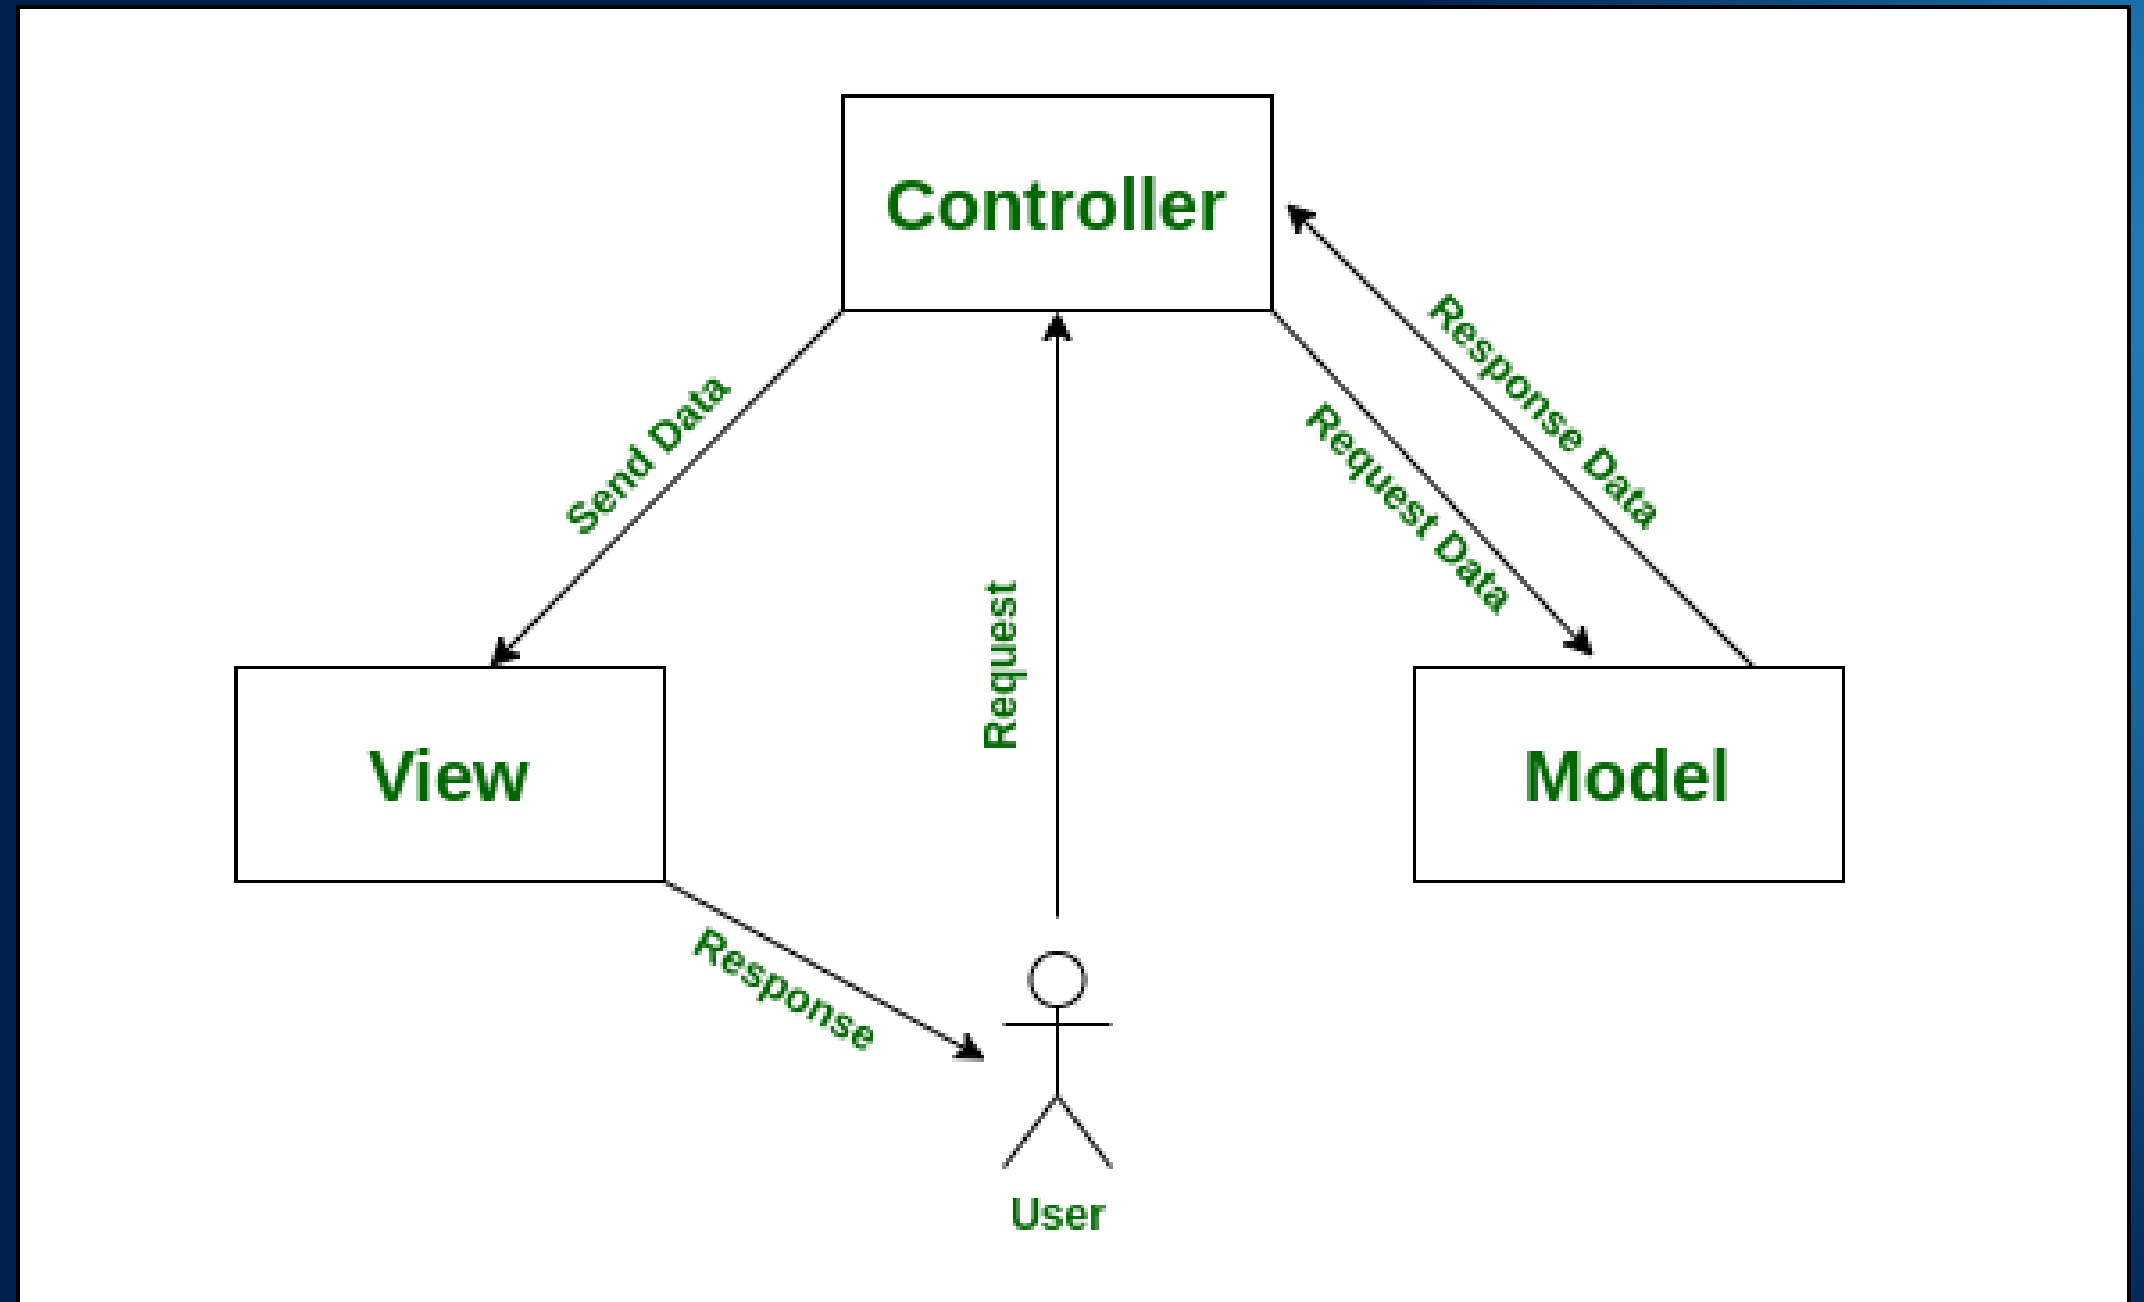 Controller
Response Data
Send Data
Request Data
Request
View
Model
Response
User